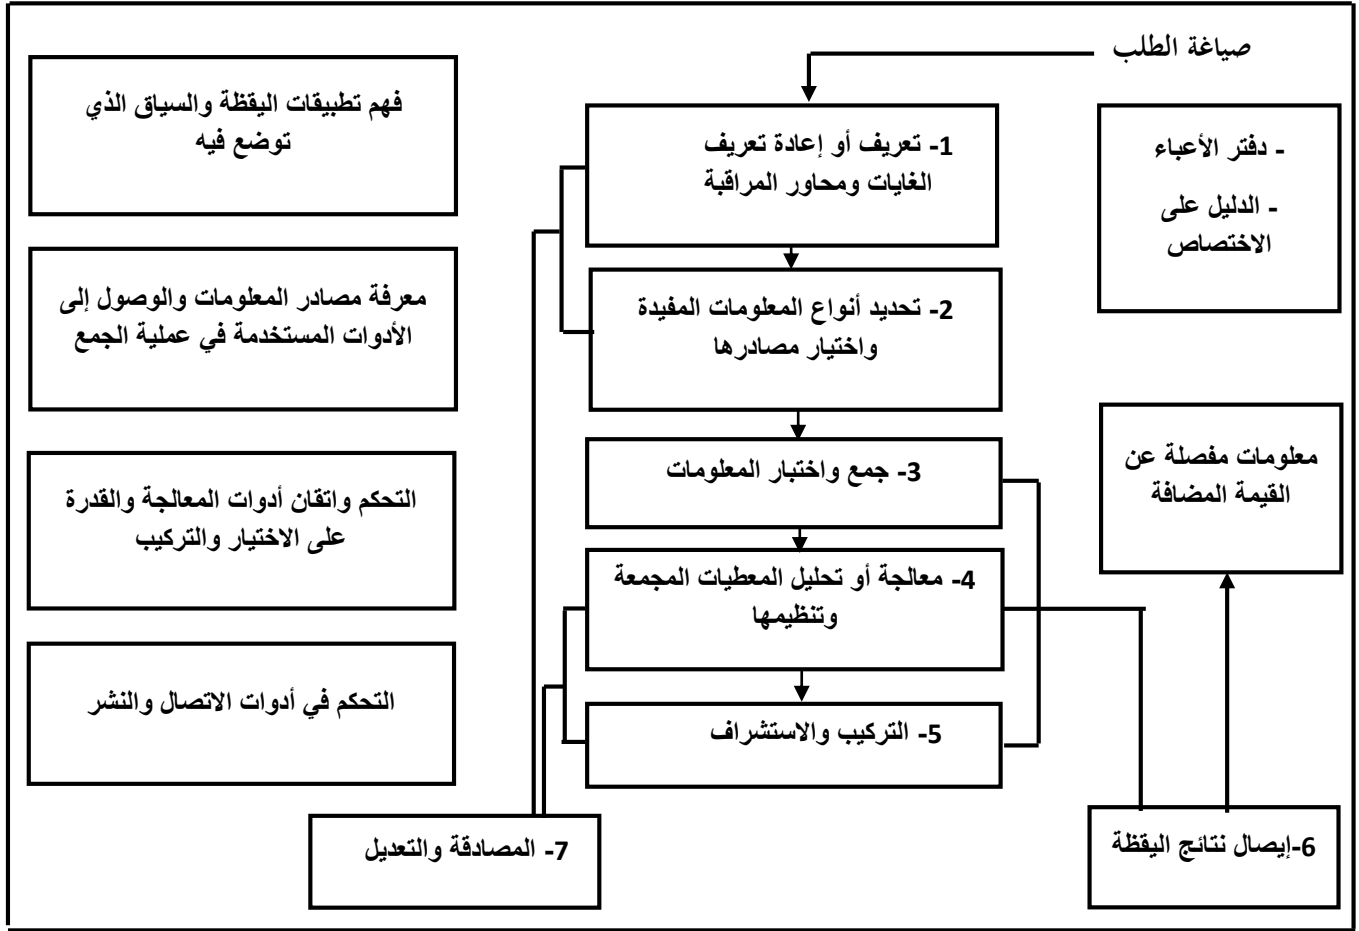 صياغة الطلب
- دفتر الأعباء
- الدليل على
الاختصاص
1- تعريف أو إعادة تعريف
الغايات ومحاور المراقبة
فهم تطبيقات اليقظة والسياق الذي
توضع فيه
2- تحديد أنواع المعلومات المفيدة
واختيار مصادرها
معرفة مصادر المعلومات والوصول إلى
الأدوات المستخدمة في عملية الجمع
معلومات مفصلة عن
القيمة المضافة
3- جمع واختبار المعلومات
التحكم واتقان أدوات المعالجة والقدرة
على الاختيار والتركيب
4- معالجة أو تحليل المعطيات المجمعة
وتنظيمها
5- التركيب والاستشراف
التحكم في أدوات الاتصال والنشر
6-إيصال نتائج اليقظة
7- المصادقة والتعديل